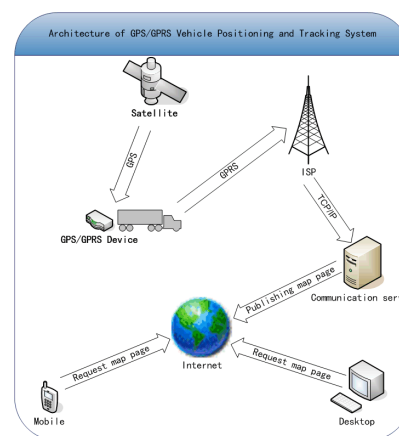 Architecture of GPS/GPRS Vehicle Positioning and Tracking System
Satellite
GPS
GPRS
ISP
GPS/GPRS Device
TCP/IP
Communication serv
Publishing map page
Internet
Request map page
Request map page
Mobile
Desktop